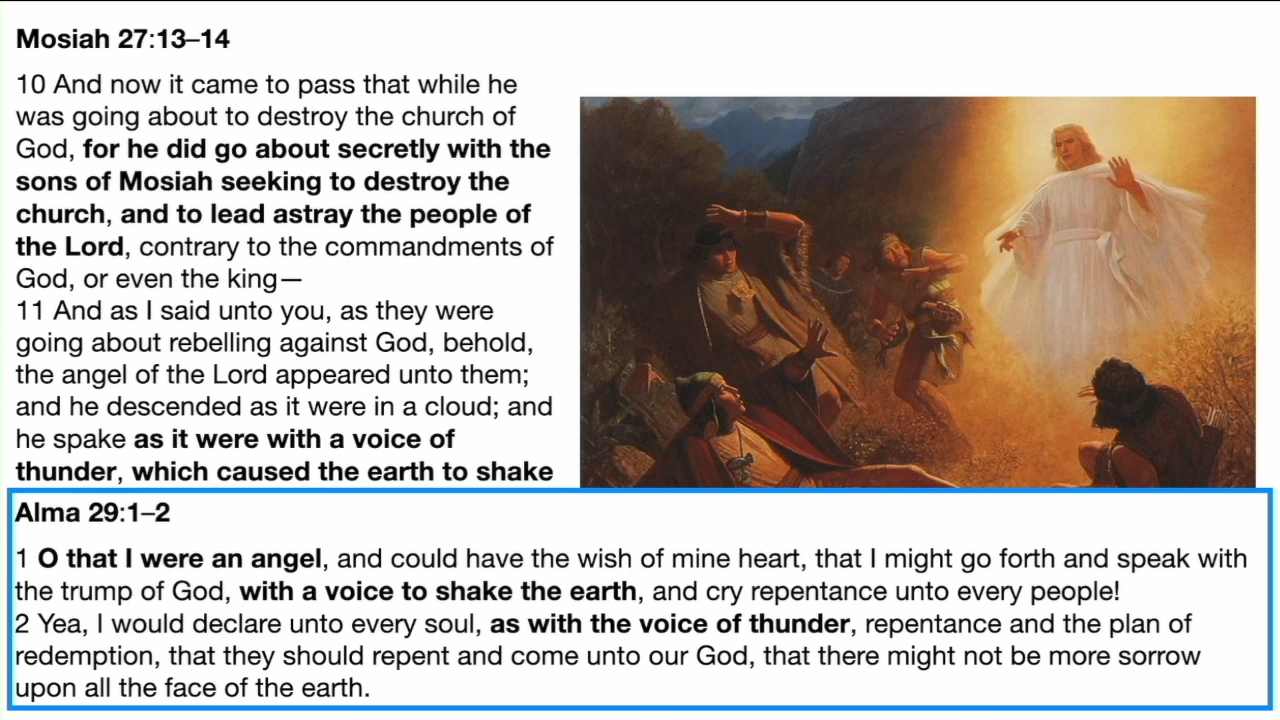 Mosiah 27:13–14
10 And now it came to pass that while he
was going about to destroy the church of
God, for he did go about secretly with the
sons of Mosiah seeking to destroy the
church, and to lead astray the people of
the Lord, contrary to the commandments of
God, or even the king—
11 And as I said unto you, as they were
going about rebelling against God, behold,
the angel of the Lord appeared unto them;
and he descended as it were in a cloud; and
he spake as it were with a voice of
thunder, which caused the earth to shake
Alma 29:1–2
1 O that I were an angel, and could have the wish of mine heart, that I might go forth and speak with
the trump of God, with a voice to shake the earth, and cry repentance unto every people!
2 Yea, I would declare unto every soul, as with the voice of thunder, repentance and the plan of
redemption, that they should repent and come unto our God, that there might not be more sorrow
upon all the face of the earth.